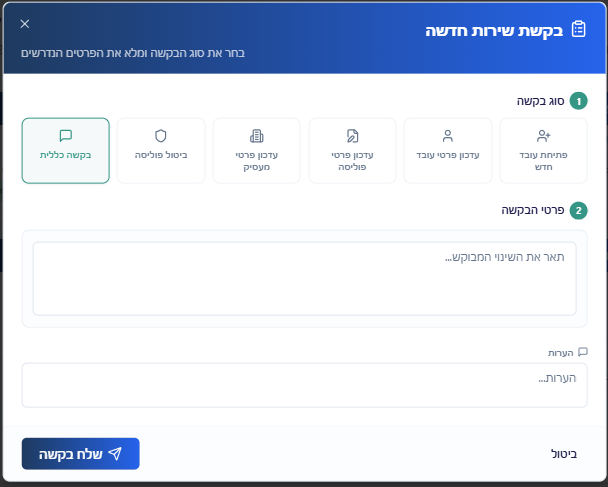 בקשת שירות חדשה
בחר את סוג הבקשה ומלא את הפרטים הנדרשים
1 סוג בקשה
פתיחת עובד
חדש
עדכון פרטי עובד
עדכון פרטי
פוליסה
עדכון פרטי
מעסיק
ביטול פוליסה
בקשה כללית
2 פרטי הבקשה
תאר את השינוי המבוקש...
הערות
הערות...
ביטול
שלח בקשה